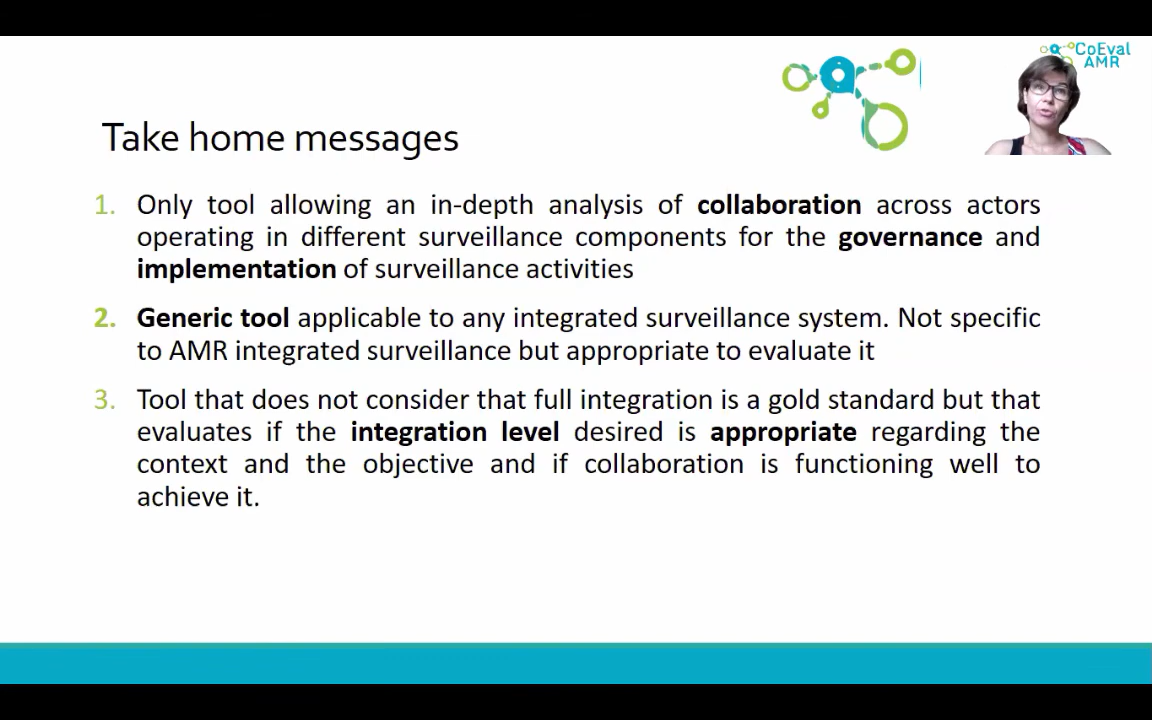 CoEval
AMR
Take home messages
1. Only tool allowing an in-depth analysis of collaboration across actors
operating in different surveillance components for the governance and
implementation of surveillance activities
2. Generic tool applicable to any integrated surveillance system. Not specific
to AMR integrated surveillance but appropriate to evaluate it
3. Tool that does not consider that full integration is a gold standard but that
evaluates if the integration level desired is appropriate regarding the
context and the objective and if collaboration is functioning well to
achieve it.